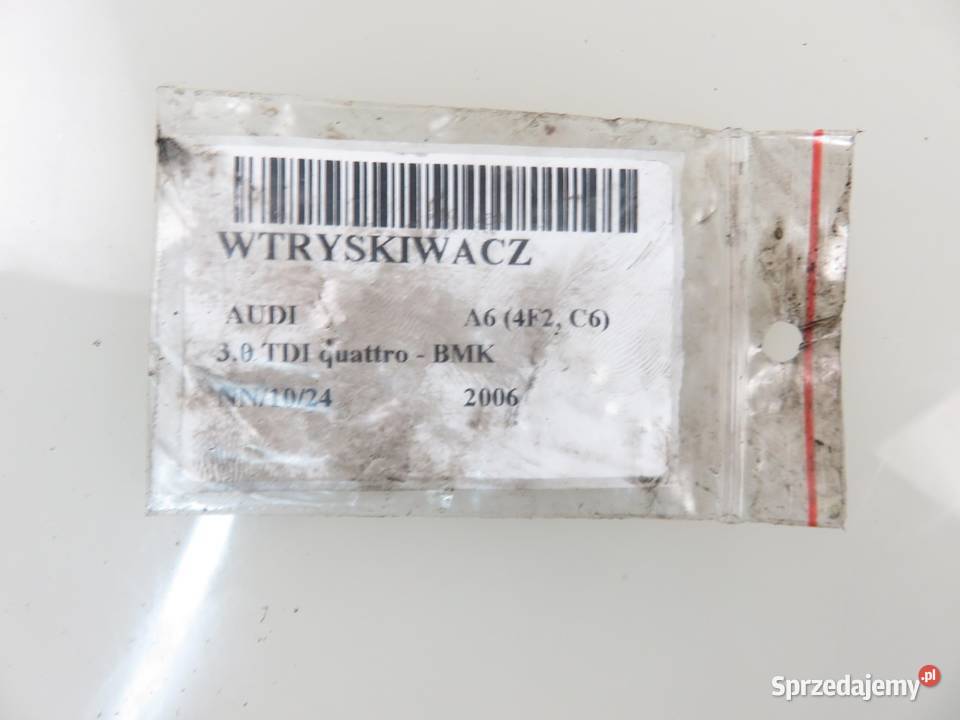 WTRYSKIWACZ
AUDI A6 (4F2, C6)
3.0 TDI quattro - BMK
NN/10/24 2006
Sprzedajemy.pl